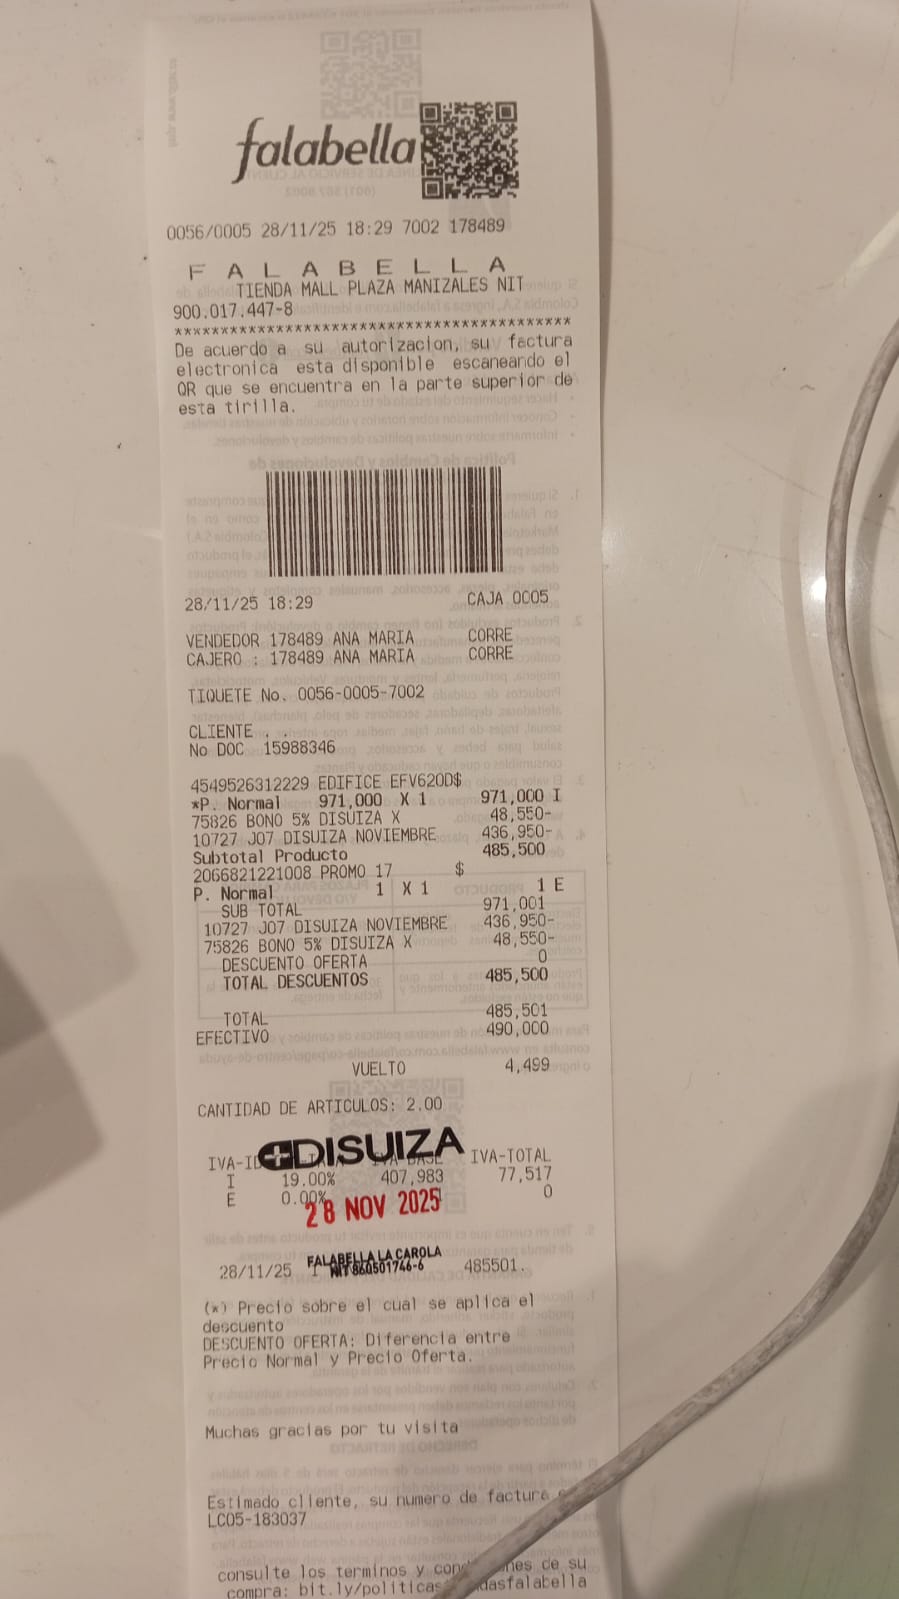 falabella
0056/0005 28/11/25 18:29 7002 178489
F A L A B E L L A
TIENDA MALL PLAZA MANIZALES NIT
900.017.447-8
*******************************************
De acuerdo a su autorizacion, su factura
electronica esta disponible escaneando el
QR que se encuentra en la parte superior de
esta tirilla.
28/11/25 18:29 CAJA 0005
VENDEDOR 178489 ANA MARIA CORRE
CAJERO : 178489 ANA MARIA CORRE
TIQUETE No. 0056-0005-7002
CLIENTE . .
No DOC 15988346
4549526312229 EDIFICE EFV620D$
*P. Normal 971,000 X 1 971,000 I
75826 BONO 5% DISUIZA X 48,550-
10727 J07 DISUIZA NOVIEMBRE 436,950-
Subtotal Producto 485,500
2066821221008 PROMO 17 $
P. Normal 1 X 1 1 E
SUB TOTAL 971,001
10727 J07 DISUIZA NOVIEMBRE 436,950-
75826 BONO 5% DISUIZA X 48,550-
DESCUENTO OFERTA 0
TOTAL DESCUENTOS 485,500
TOTAL 485,501
EFECTIVO 490,000
VUELTO 4,499
CANTIDAD DE ARTICULOS: 2.00
DISUIZA
IVA-TOTAL
I 19.00% 407,983 77,517
E 0.00% 0
28 NOV 2025
FALABELLA LA CAROLA
NIT 860501746-6
28/11/25 485501.
(*) Precio sobre el cual se aplica el
descuento
DESCUENTO OFERTA: Diferencia entre
Precio Normal y Precio Oferta.
Muchas gracias por tu visita
Estimado cliente, su numero de factura
LC05-183037
consulte los terminos y de su
compra: bit.ly/politicas